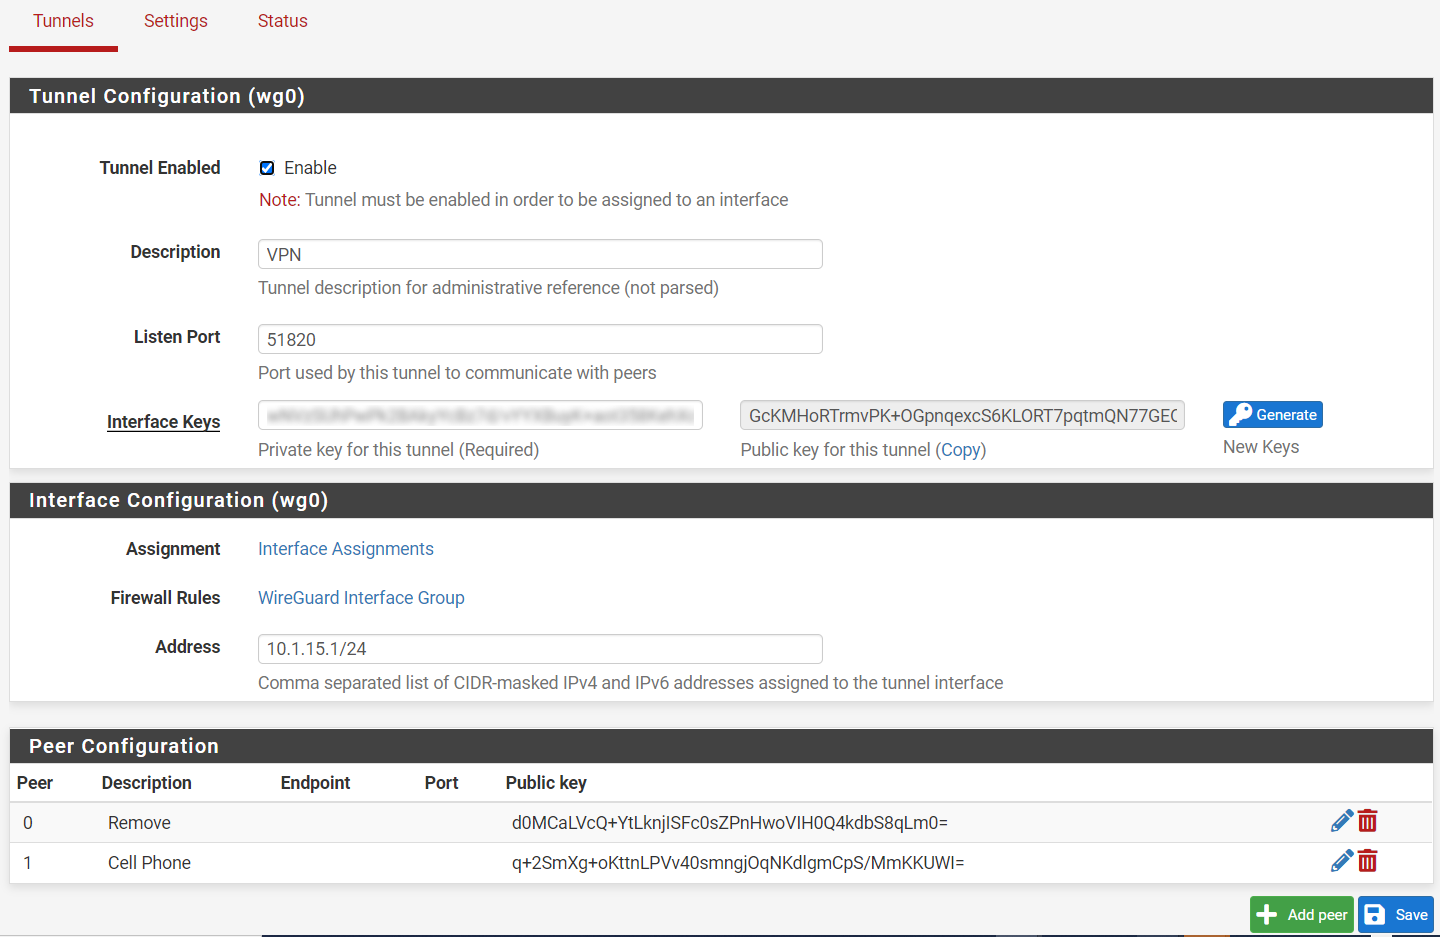 Tunnels Settings Status
Tunnel Configuration (wg0)
Tunnel Enabled Enable
Note: Tunnel must be enabled in order to be assigned to an interface
Description VPN
Tunnel description for administrative reference (not parsed)
Listen Port 51820
Port used by this tunnel to communicate with peers
Interface Keys GcKMHoRTrmvPK+OGpnqexcS6KLORT7pqtmQN77GEC Generate
Private key for this tunnel (Required) Public key for this tunnel (Copy) New Keys
Interface Configuration (wg0)
Assignment Interface Assignments
Firewall Rules WireGuard Interface Group
Address 10.1.15.1/24
Comma separated list of CIDR-masked IPv4 and IPv6 addresses assigned to the tunnel interface
Peer Configuration
Peer Description Endpoint Port Public key
0 Remove d0MCaLVcQ+YtLknjISFc0sZPnHwoVIH0Q4kdbS8qLm0=
1 Cell Phone q+2SmXg+oKttnLPVv40smngjOqNKdlgmCpS/MmKKUWI=
Add peer Save